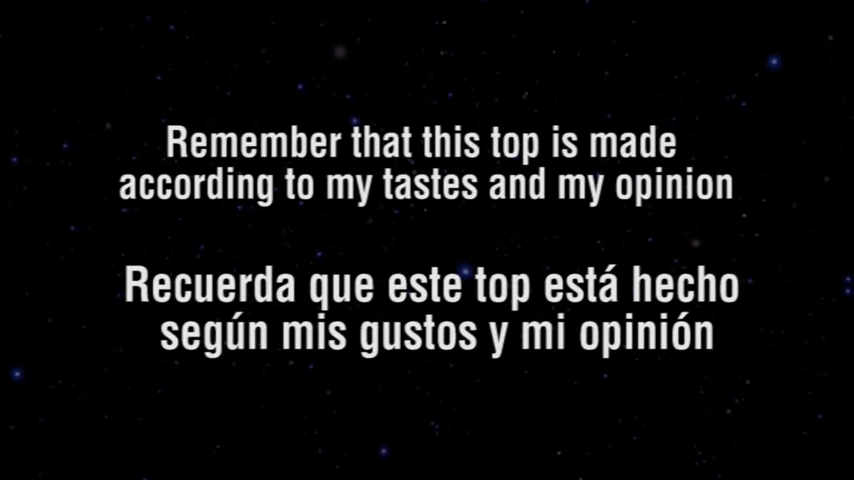 Remember that this top is made
according to my tastes and my opinion
Recuerda que este top está hecho
según mis gustos y mi opinión